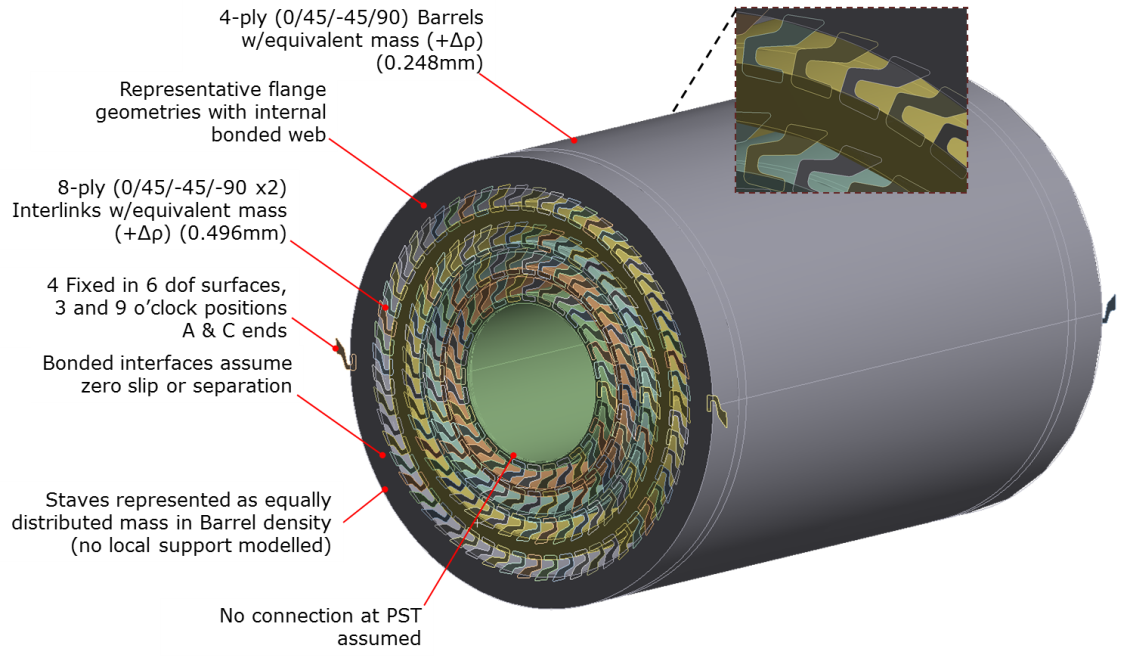 4-ply (0/45/-45/90) Barrels
w/equivalent mass (+Δρ)
(0.248mm)
Representative flange
geometries with internal
bonded web
8-ply (0/45/-45/-90 x2)
Interlinks w/equivalent mass
(+Δρ) (0.496mm)
4 Fixed in 6 dof surfaces,
3 and 9 o’clock positions
A & C ends
Bonded interfaces assume
zero slip or separation
Staves represented as equally
distributed mass in Barrel density
(no local support modelled)
No connection at PST
assumed